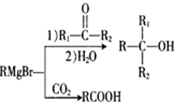 O
1)R₁—C—R₂
2)H₂O
R₁
R—C—OH
R₂
RMgBr
CO₂
RCOOH